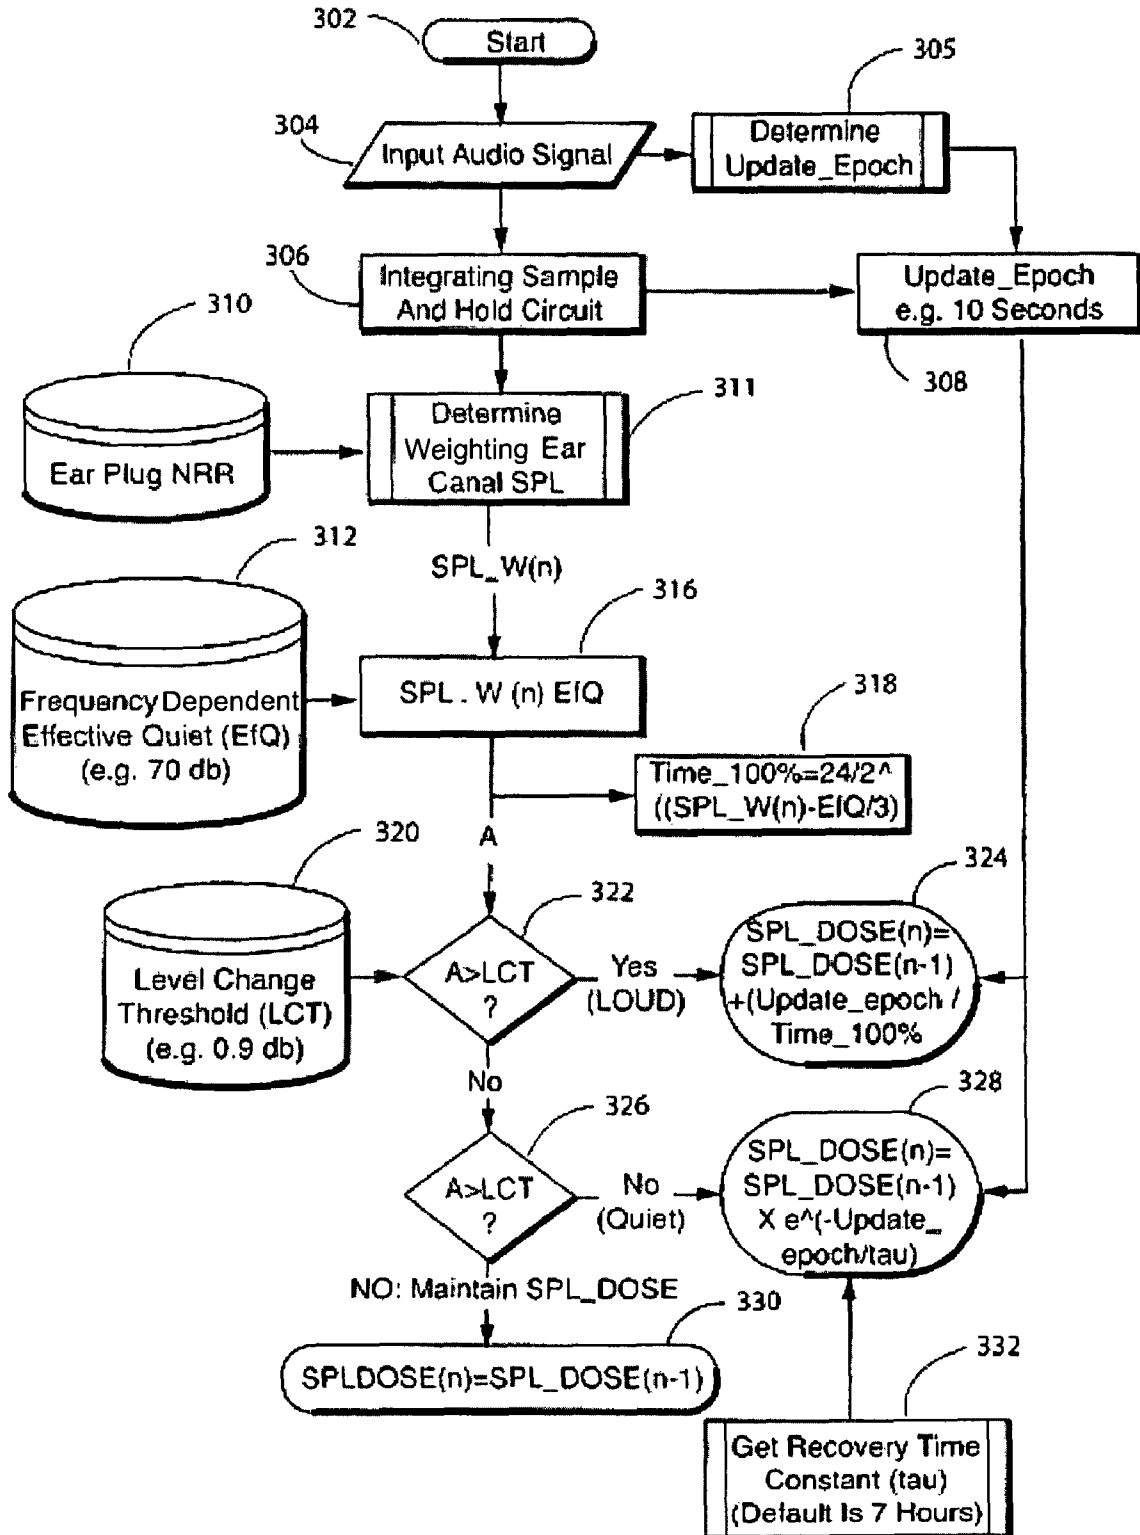 302
Start
305
304
Input Audio Signal
Determine
Update_Epoch
306
Integrating Sample
And Hold Circuit
Update_Epoch
e.g. 10 Seconds
308
310
Ear Plug NRR
311
Determine
Weighting Ear
Canal SPL
312
SPL_W(n)
316
Frequency Dependent
Effective Quiet (EfQ)
(e.g. 70 db)
SPL . W (n) EfQ
318
Time_100%=24/2^
((SPL_W(n)-EfQ/3)
A
320
Level Change
Threshold (LCT)
(e.g. 0.9 db)
322
A>LCT
?
Yes
(LOUD)
324
SPL_DOSE(n)=
SPL_DOSE(n-1)
+(Update_epoch /
Time_100%
No
326
A>LCT
?
No
(Quiet)
328
SPL_DOSE(n)=
SPL_DOSE(n-1)
X e^(-Update_
epoch/tau)
NO: Maintain SPL_DOSE
330
SPLDOSE(n)=SPL_DOSE(n-1)
332
Get Recovery Time
Constant (tau)
(Default Is 7 Hours)